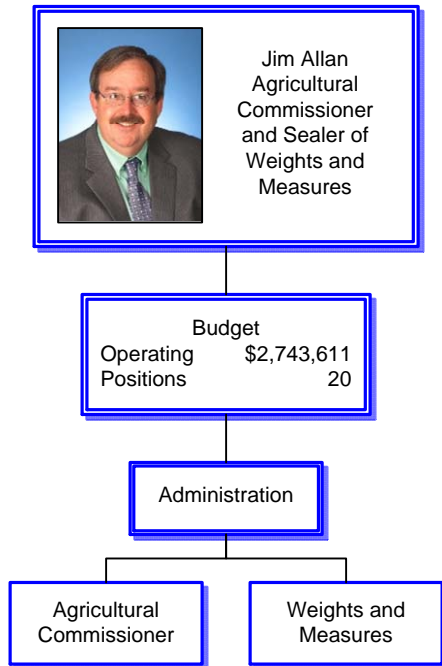 Jim Allan
Agricultural
Commissioner
and Sealer of
Weights and
Measures
Budget
Operating $2,743,611
Positions 20
Administration
Agricultural
Commissioner
Weights and
Measures